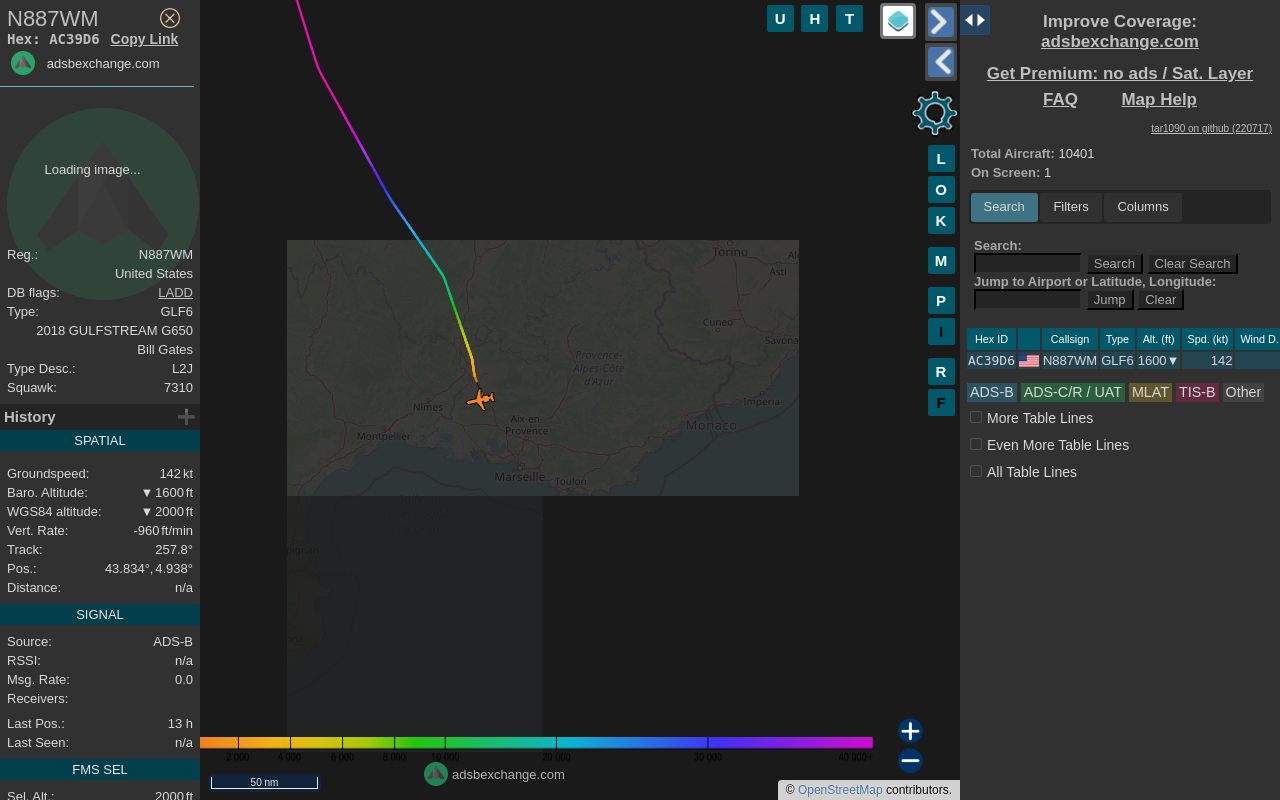 N887WM
Hex: AC39D6 Copy Link
adsbexchange.com
Loading image...
Reg.: N887WM
United States
DB flags: LADD
Type: GLF6
2018 GULFSTREAM G650
Bill Gates
Type Desc.: L2J
Squawk: 7310
History
SPATIAL
Groundspeed: 142 kt
Baro. Altitude: ▼ 1600 ft
WGS84 altitude: ▼ 2000 ft
Vert. Rate: -960 ft/min
Track: 257.8°
Pos.: 43.834°, 4.938°
Distance: n/a
SIGNAL
Source: ADS-B
RSSI: n/a
Msg. Rate: 0.0
Receivers:
Last Pos.: 13 h
Last Seen: n/a
FMS SEL
Sel. Alt.: 2000 ft
U H T
L
O
K
M
P
I
R
F
Torino
Asti
Cuneo
Savona
Provence-
Alpes-Côte
d'Azur
Nîmes
Aix-en-
Provence
Imperia
Monaco
Montpellier
Marseille
Toulon
2 000 4 000 6 000 8 000 10 000 20 000 30 000 40 000+
50 nm
adsbexchange.com
© OpenStreetMap contributors.
Improve Coverage:
adsbexchange.com
Get Premium: no ads / Sat. Layer
FAQ Map Help
tar1090 on github (220717)
Total Aircraft: 10401
On Screen: 1
Search Filters Columns
Search:
Search Clear Search
Jump to Airport or Latitude, Longitude:
Jump Clear
Hex ID Callsign Type Alt. (ft) Spd. (kt) Wind D.
AC39D6 N887WM GLF6 1600▼ 142
ADS-B ADS-C/R / UAT MLAT TIS-B Other
More Table Lines
Even More Table Lines
All Table Lines